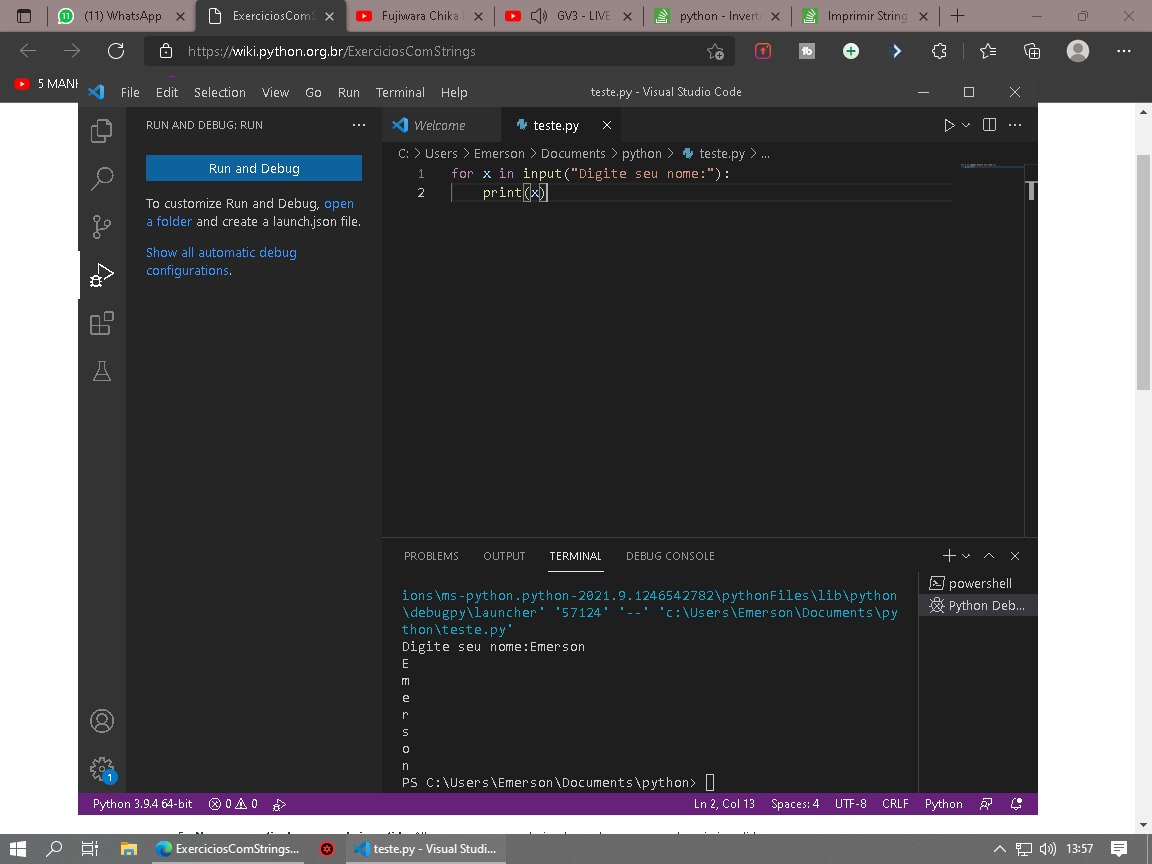 (11) WhatsApp
ExerciciosComS
Fujiwara Chika
GV3 - LIVE
python - Invert
Imprimir String
https://wiki.python.org.br/ExerciciosComStrings
5 MANH
File Edit Selection View Go Run Terminal Help
teste.py - Visual Studio Code
RUN AND DEBUG: RUN
Welcome
teste.py
Run and Debug
C: > Users > Emerson > Documents > python > teste.py > ...
1 for x in input("Digite seu nome:"):
2 print(x)
To customize Run and Debug, open
a folder and create a launch.json file.
Show all automatic debug
configurations.
PROBLEMS OUTPUT TERMINAL DEBUG CONSOLE
powershell
Python Deb...
ions\ms-python.python-2021.9.1246542782\pythonFiles\lib\python
\debugpy\launcher' '57124' '--' 'c:\Users\Emerson\Documents\py
thon\teste.py'
Digite seu nome:Emerson
E
m
e
r
s
o
n
PS C:\Users\Emerson\Documents\python>
1
Python 3.9.4 64-bit 0 0
Ln 2, Col 13 Spaces: 4 UTF-8 CRLF Python
ExerciciosComStrings...
teste.py - Visual Studi...
13:57